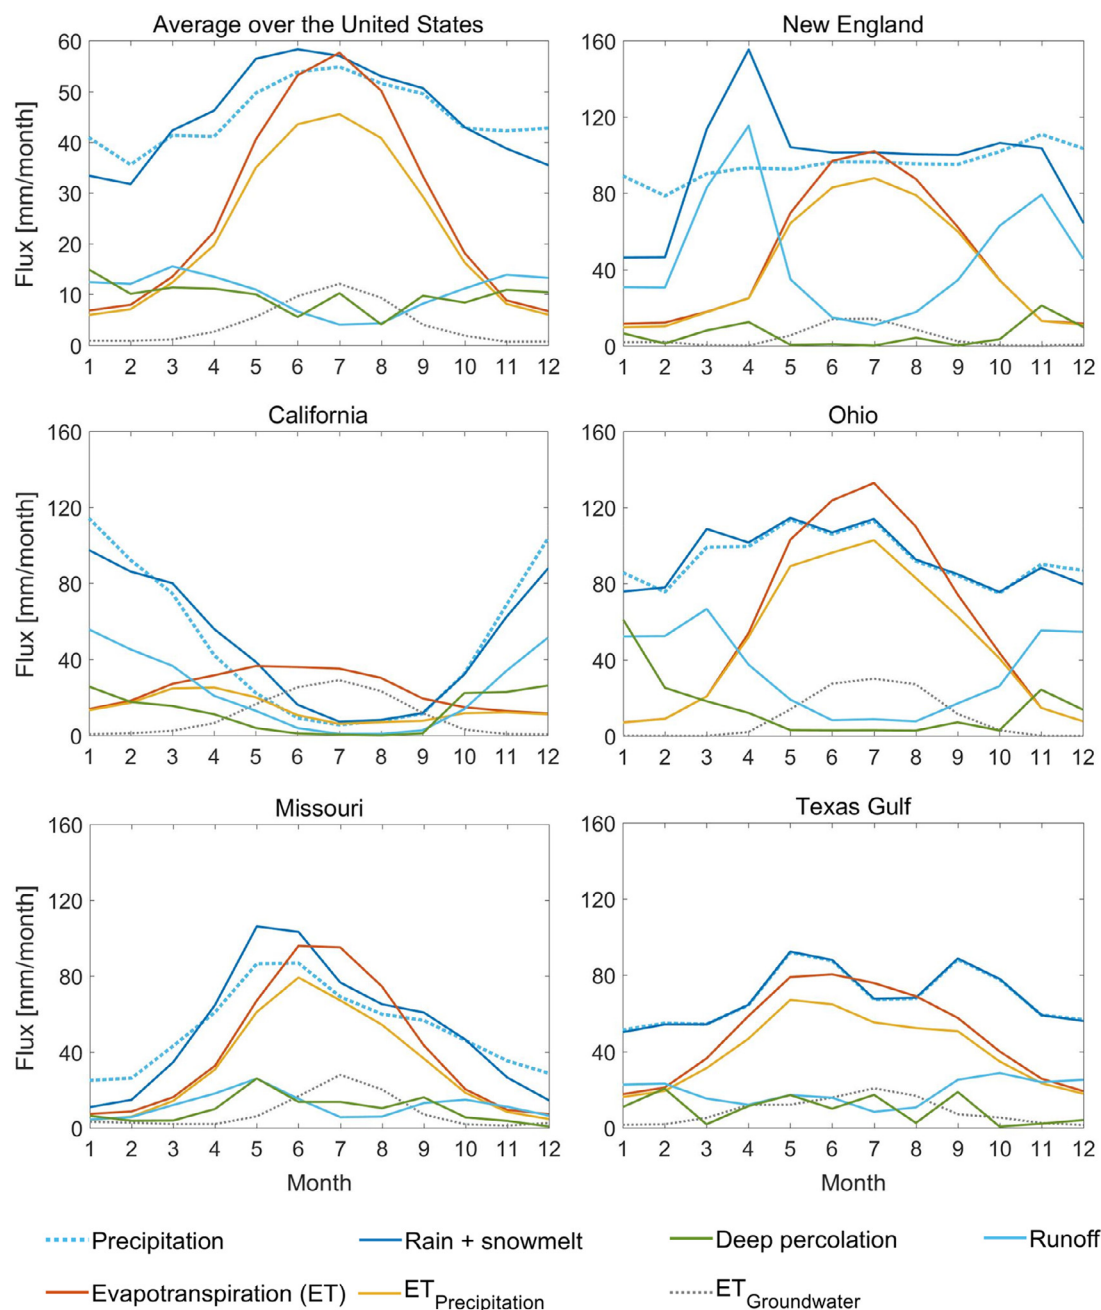 Average over the United States
New England
60
50
40
30
20
10
0
Flux [mm/month]
1 2 3 4 5 6 7 8 9 10 11 12
160
120
80
40
0
1 2 3 4 5 6 7 8 9 10 11 12
California
Ohio
160
120
80
40
0
Flux [mm/month]
1 2 3 4 5 6 7 8 9 10 11 12
160
120
80
40
0
1 2 3 4 5 6 7 8 9 10 11 12
Missouri
Texas Gulf
160
120
80
40
0
Flux [mm/month]
1 2 3 4 5 6 7 8 9 10 11 12
Month
160
120
80
40
0
1 2 3 4 5 6 7 8 9 10 11 12
Month
Precipitation Rain + snowmelt Deep percolation Runoff
Evapotranspiration (ET) ET Precipitation ET Groundwater